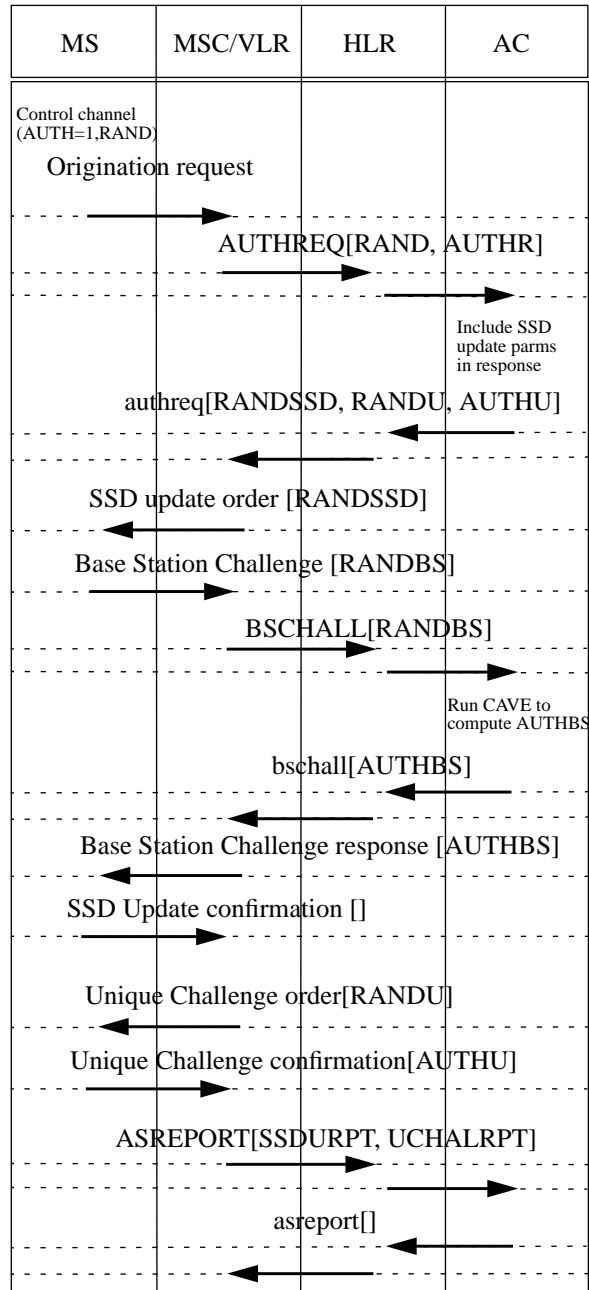 MS MSC/VLR HLR AC
Control channel
(AUTH=1,RAND)
Origination request
AUTHREQ[RAND, AUTHR]
Include SSD
update parms
in response
authreq[RANDSSD, RANDU, AUTHU]
SSD update order [RANDSSD]
Base Station Challenge [RANDBS]
BSCHALL[RANDBS]
Run CAVE to
compute AUTHBS
bschall[AUTHBS]
Base Station Challenge response [AUTHBS]
SSD Update confirmation []
Unique Challenge order[RANDU]
Unique Challenge confirmation[AUTHU]
ASREPORT[SSDURPT, UCHALRPT]
asreport[]